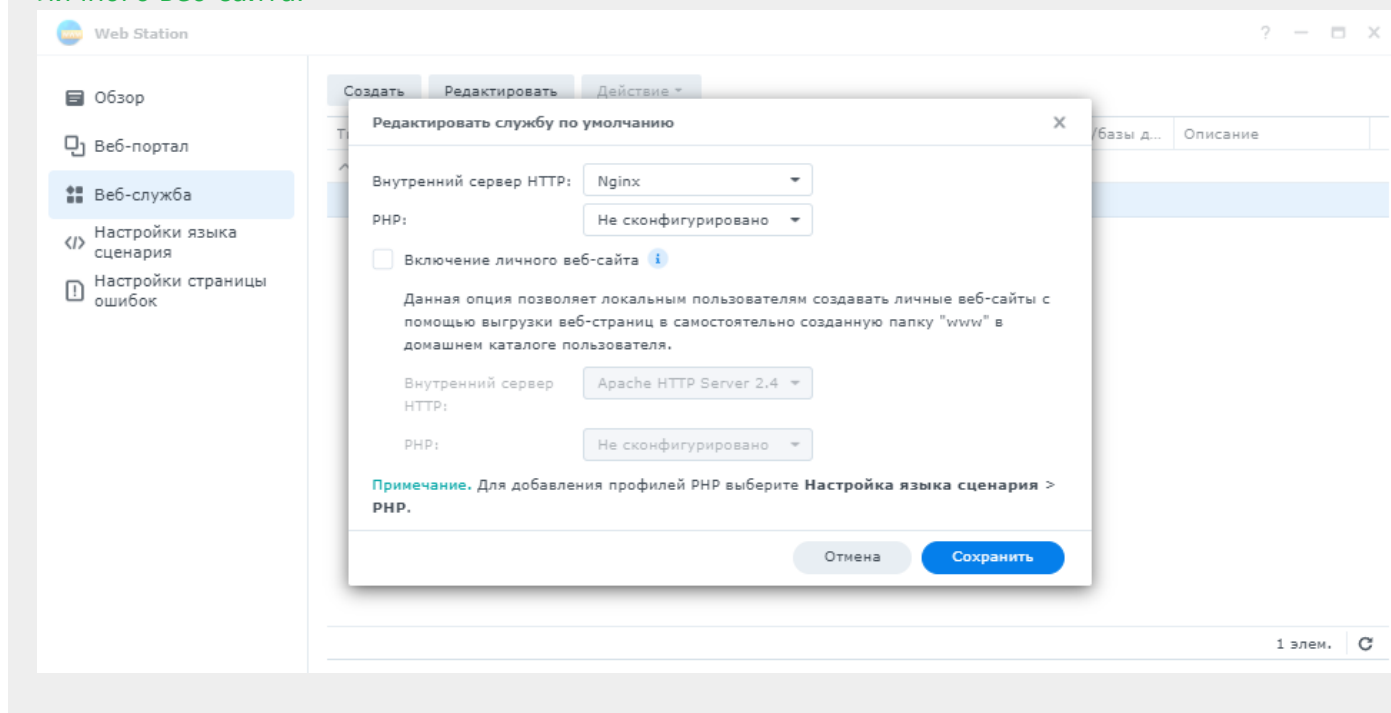 личного веб-сайта.
Web Station
Обзор
Веб-портал
Веб-служба
Настройки языка
сценария
Настройки страницы
ошибок
Создать Редактировать Действие
/базы д... Описание
Редактировать службу по умолчанию
Внутренний сервер HTTP: Nginx
PHP: Не сконфигурировано
Включение личного веб-сайта i
Данная опция позволяет локальным пользователям создавать личные веб-сайты с
помощью выгрузки веб-страниц в самостоятельно созданную папку "www" в
домашнем каталоге пользователя.
Внутренний сервер Apache HTTP Server 2.4
HTTP:
PHP: Не сконфигурировано
Примечание. Для добавления профилей PHP выберите Настройка языка сценария >
PHP.
Отмена Сохранить
1 элем.